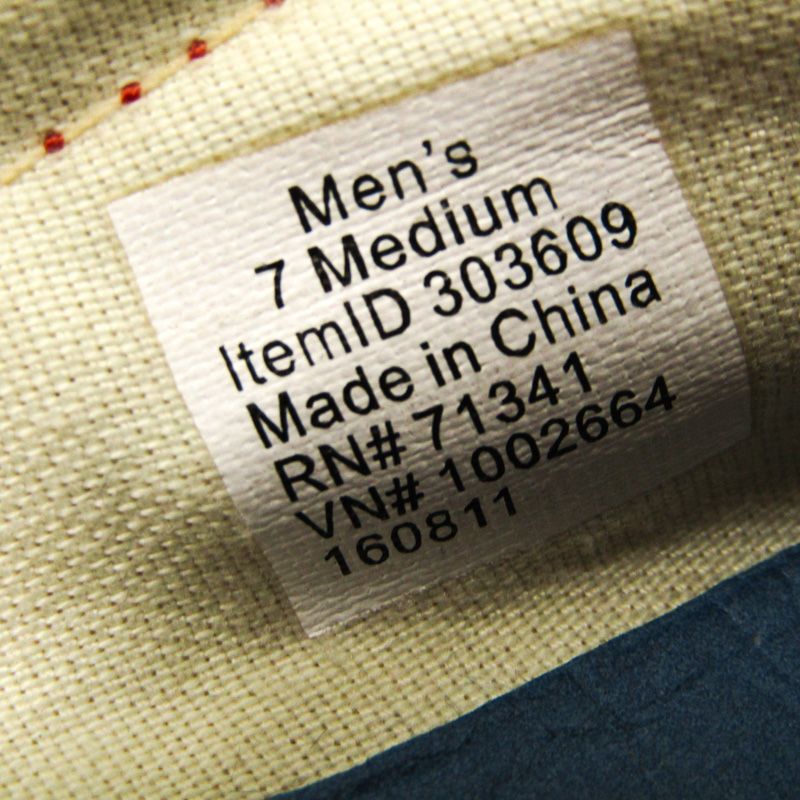 Men's
7 Medium
ItemID 303609
Made in China
RN# 71341
VN# 1002664
160811